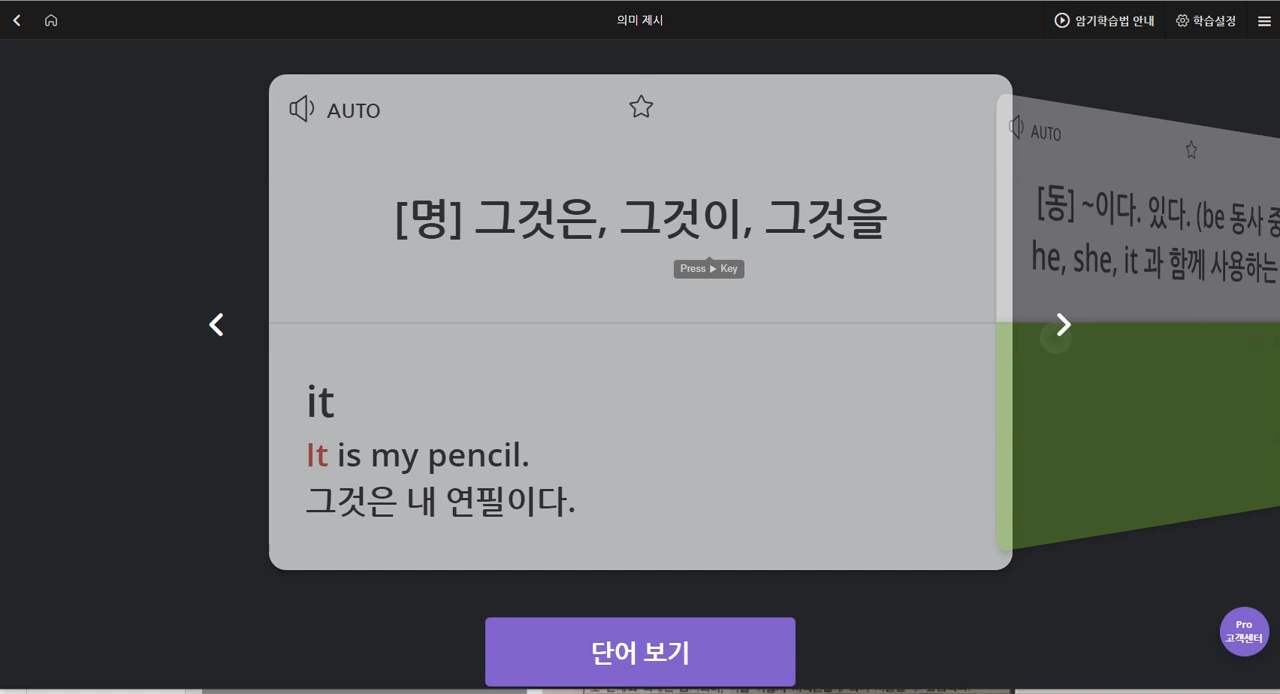 의미 제시
암기학습법 안내
학습설정
AUTO
[명] 그것은, 그것이, 그것을
Press ▶ Key
it
It is my pencil.
그것은 내 연필이다.
AUTO
[동] ~이다. 있다. (be 동사 중
he, she, it 과 함께 사용하는
단어 보기
Pro
고객센터